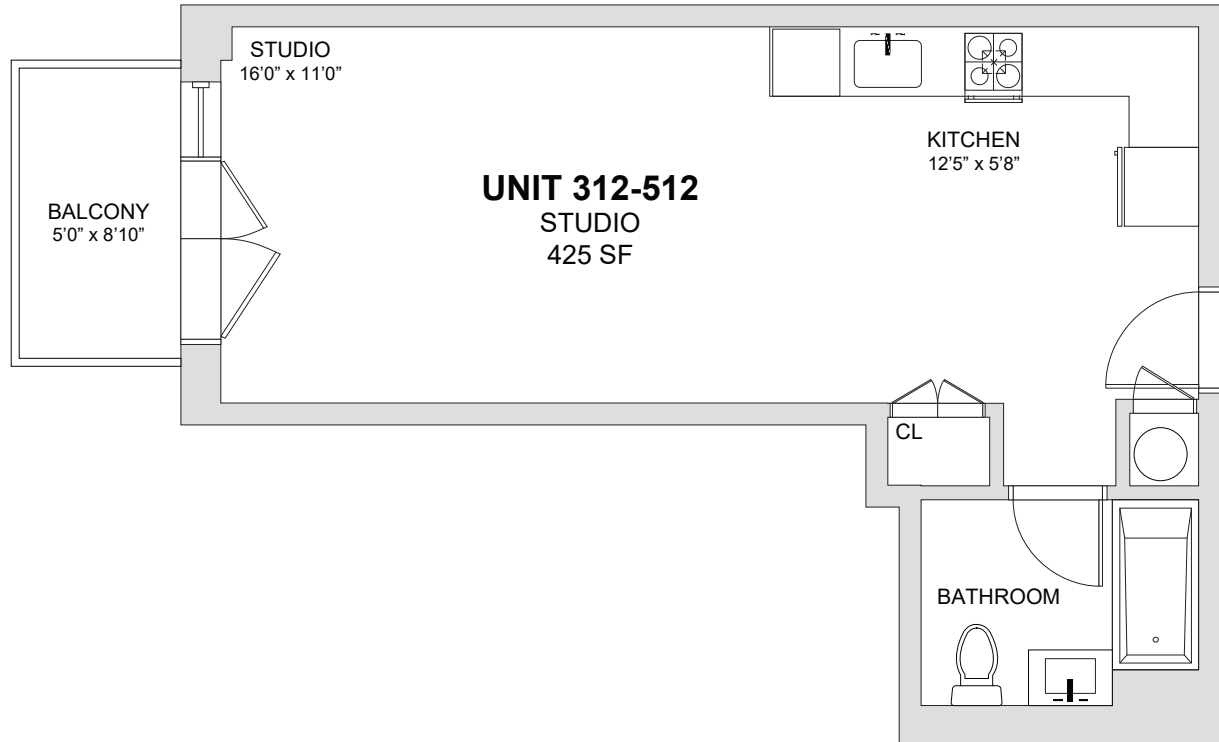 STUDIO
16’0” x 11’0”
KITCHEN
12’5” x 5’8”
UNIT 312-512
STUDIO
425 SF
BALCONY
5’0” x 8’10”
CL
BATHROOM